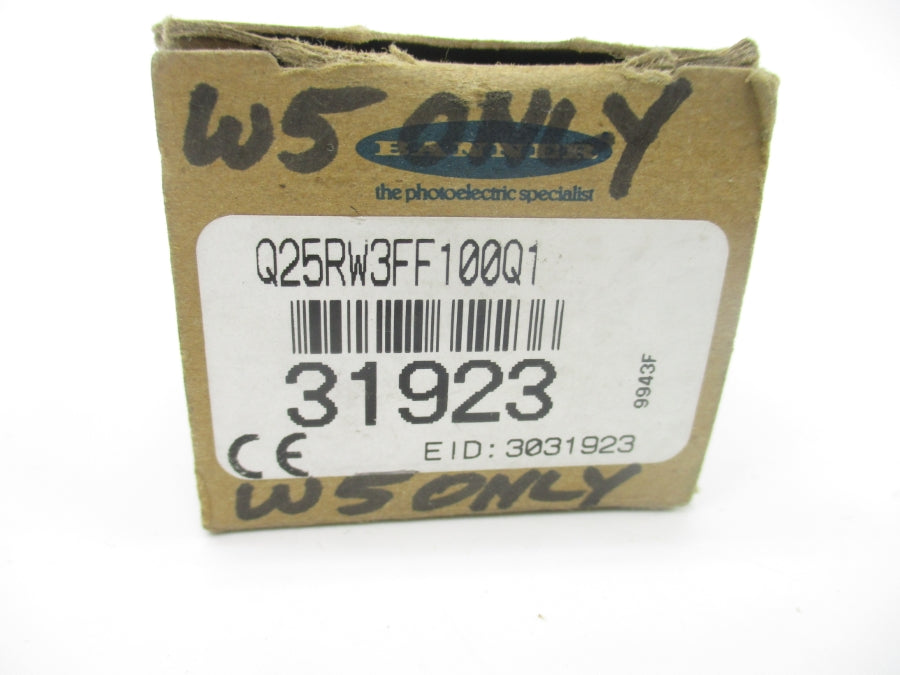 W5 ONLY
BANNER
the photoelectric specialist
Q25RW3FF100Q1
31923
9943F
CE EID: 3031923
W5 ONLY